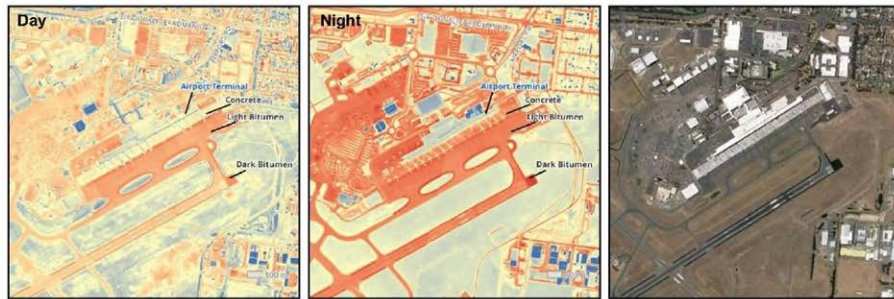 Day
Airport Terminal
Concrete
Light Bitumen
Dark Bitumen
Night
Airport Terminal
Concrete
Light Bitumen
Dark Bitumen